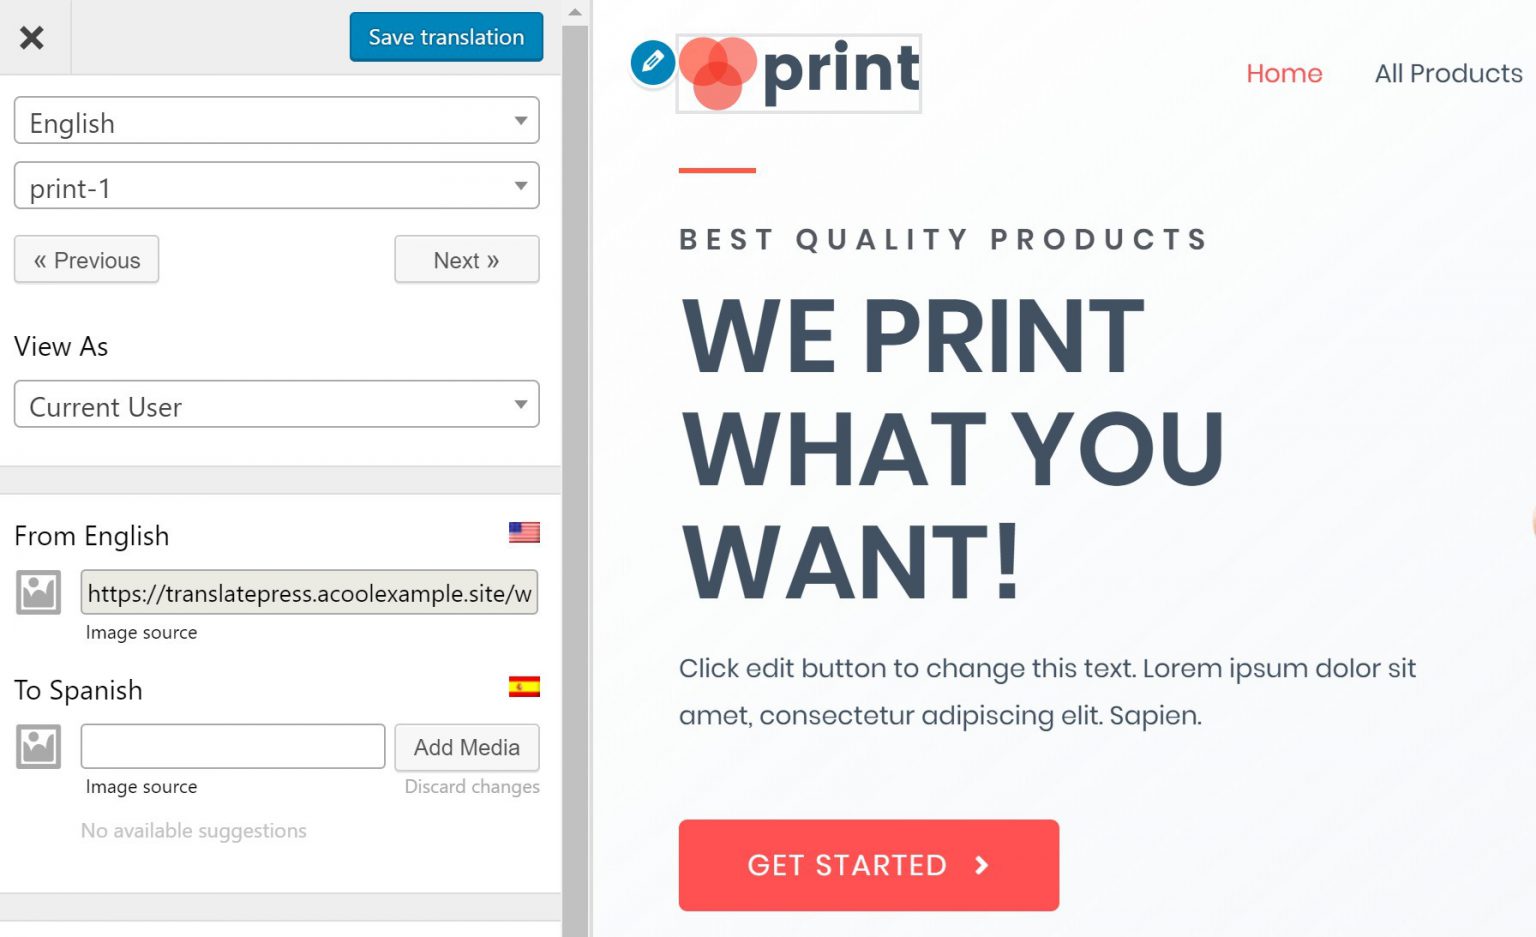 Save translation
English
print-1
« Previous
Next »
View As
Current User
From English
https://translatepress.acoolexample.site/w
Image source
To Spanish
Add Media
Image source
Discard changes
No available suggestions
print
Home
All Products
BEST QUALITY PRODUCTS
WE PRINT
WHAT YOU
WANT!
Click edit button to change this text. Lorem ipsum dolor sit
amet, consectetur adipiscing elit. Sapien.
GET STARTED